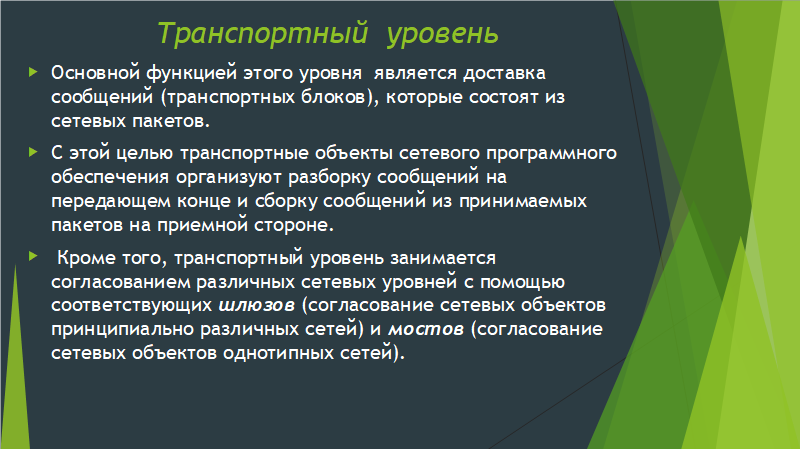 Транспортный уровень
Основной функцией этого уровня является доставка
сообщений (транспортных блоков), которые состоят из
сетевых пакетов.
С этой целью транспортные объекты сетевого программного
обеспечения организуют разборку сообщений на
передающем конце и сборку сообщений из принимаемых
пакетов на приемной стороне.
Кроме того, транспортный уровень занимается
согласованием различных сетевых уровней с помощью
соответствующих шлюзов (согласование сетевых объектов
принципиально различных сетей) и мостов (согласование
сетевых объектов однотипных сетей).